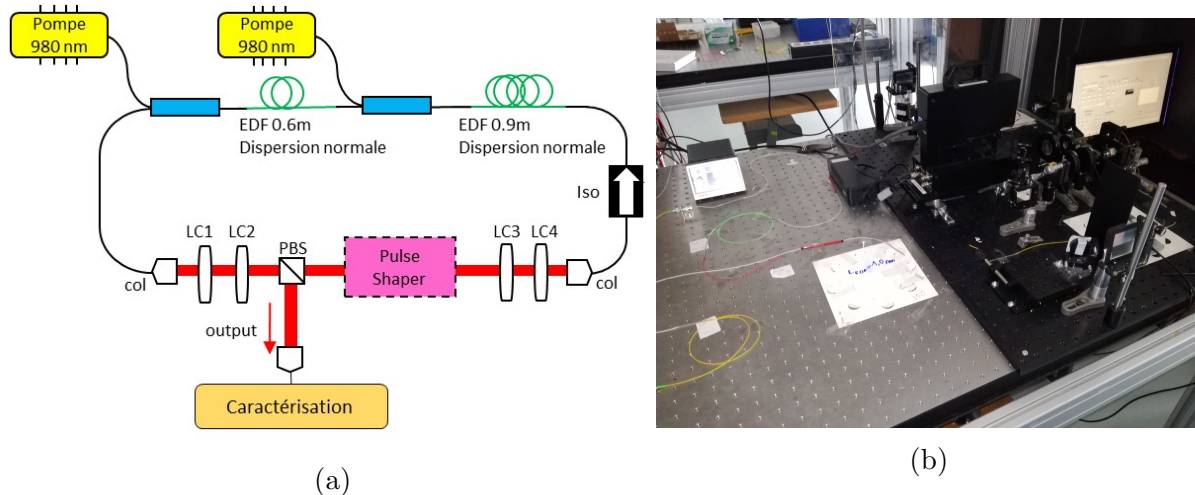 Pompe
980 nm
Pompe
980 nm
EDF 0.6m
Dispersion normale
EDF 0.9m
Dispersion normale
Iso
LC1
LC2
PBS
Pulse
Shaper
LC3
LC4
col
col
output
Caractérisation
(a)
(b)